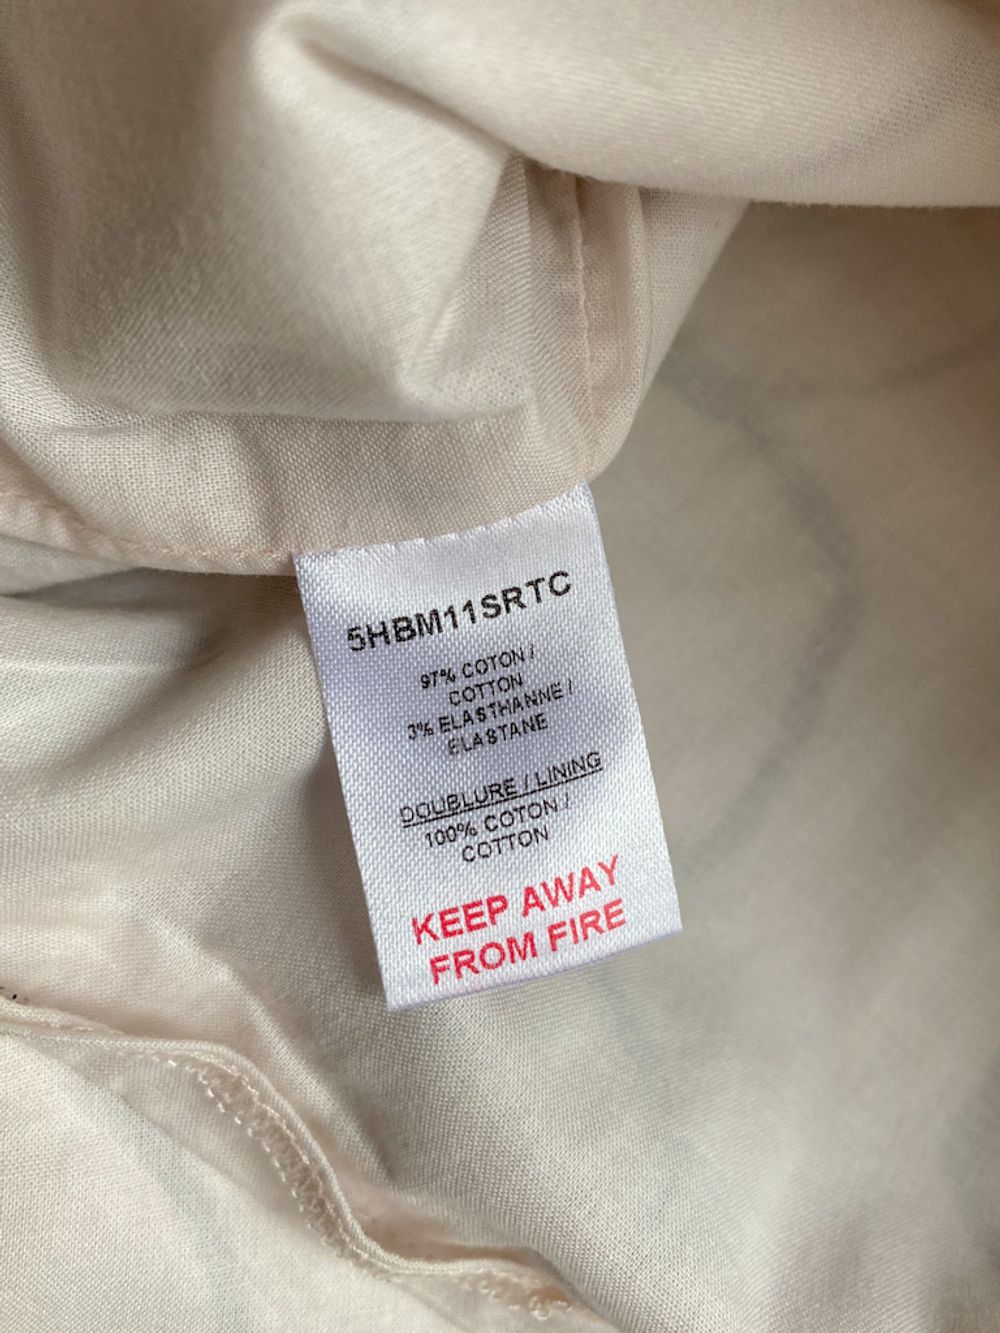 5HBM11SRTC
97% COTON /
COTTON
3% ELASTHANNE /
ELASTANE
DOUBLURE / LINING
100% COTON /
COTTON
KEEP AWAY
FROM FIRE